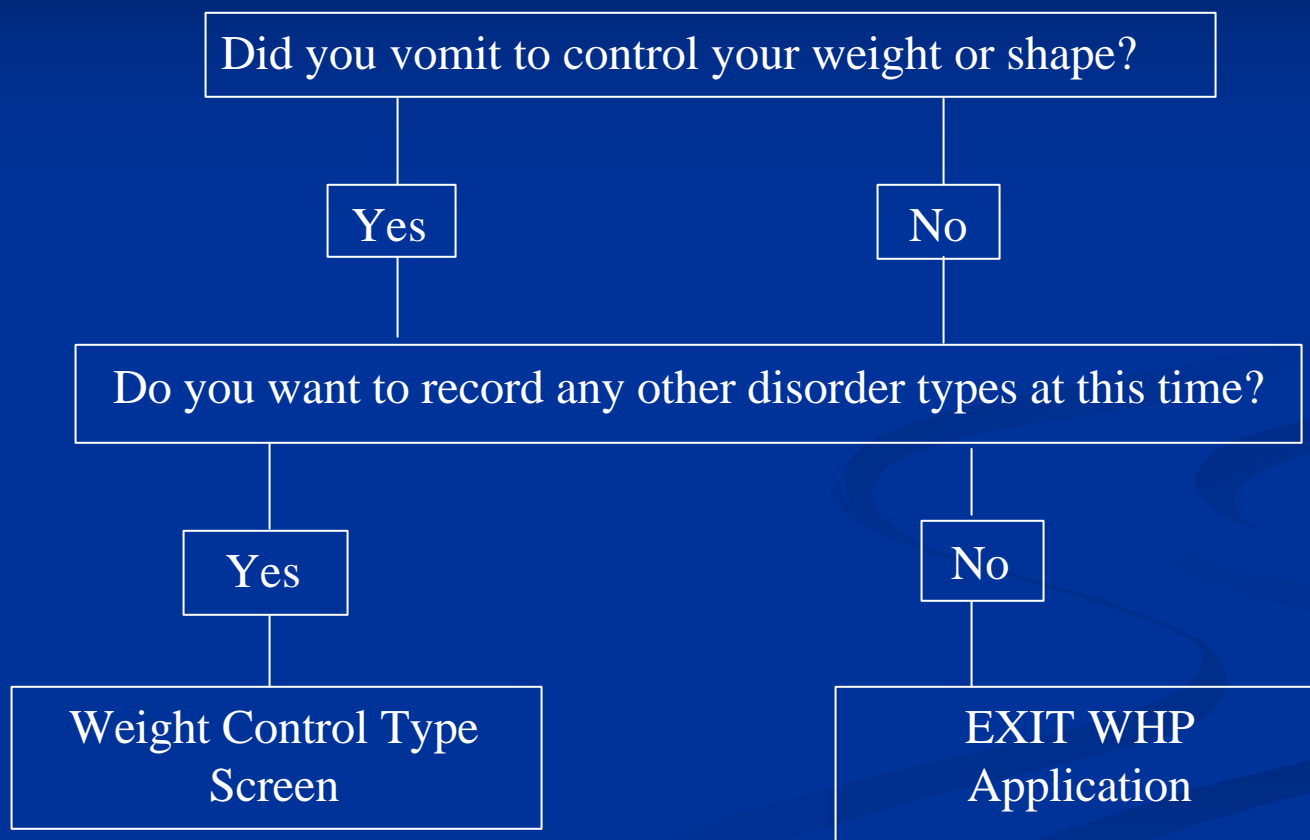 Did you vomit to control your weight or shape?
Yes
No
Do you want to record any other disorder types at this time?
Yes
No
Weight Control Type
Screen
EXIT WHP
Application